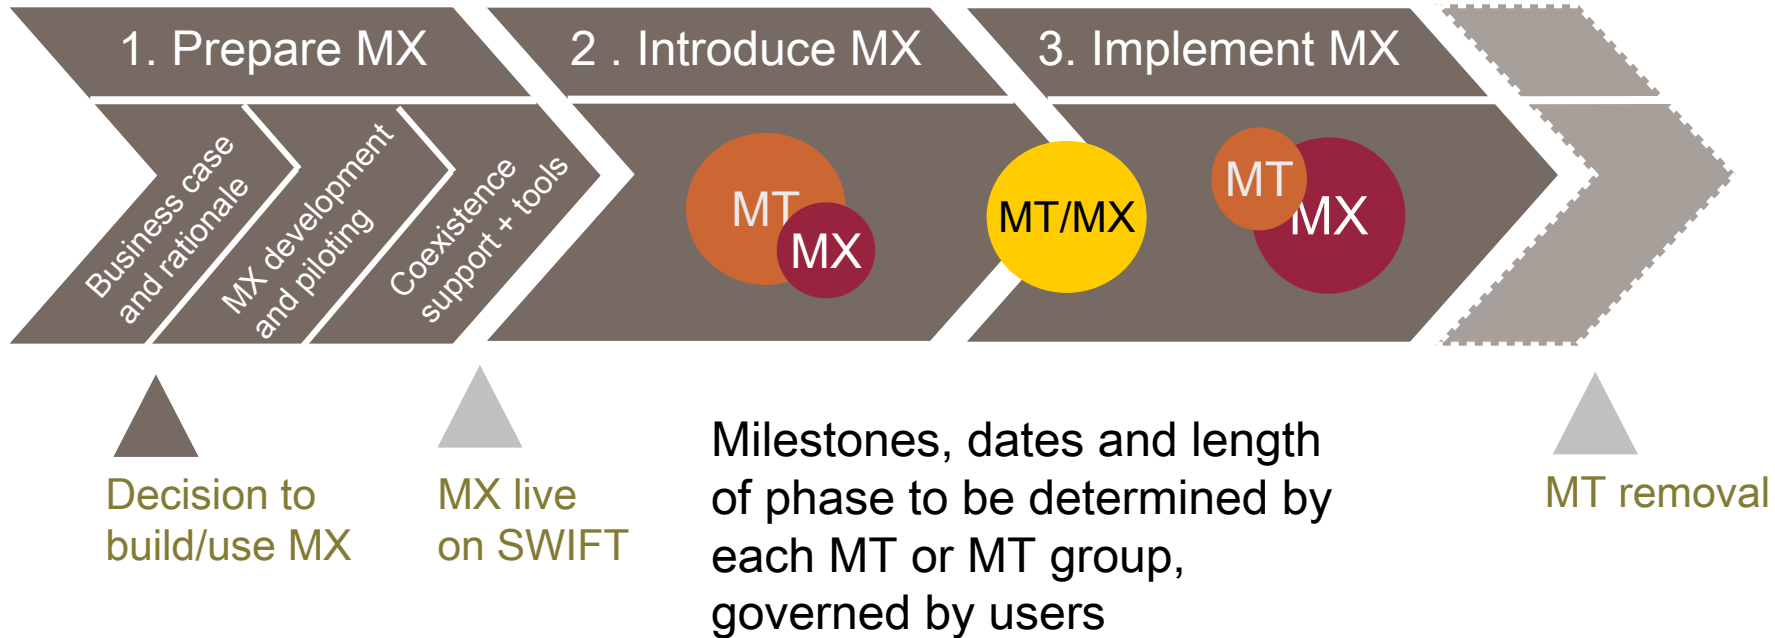 1. Prepare MX
2 . Introduce MX
3. Implement MX
Business case
and rationale
MX development
and piloting
Coexistence
support + tools
MT
MX
MT/MX
MT
MX
Decision to
build/use MX
MX live
on SWIFT
Milestones, dates and length
of phase to be determined by
each MT or MT group,
governed by users
MT removal